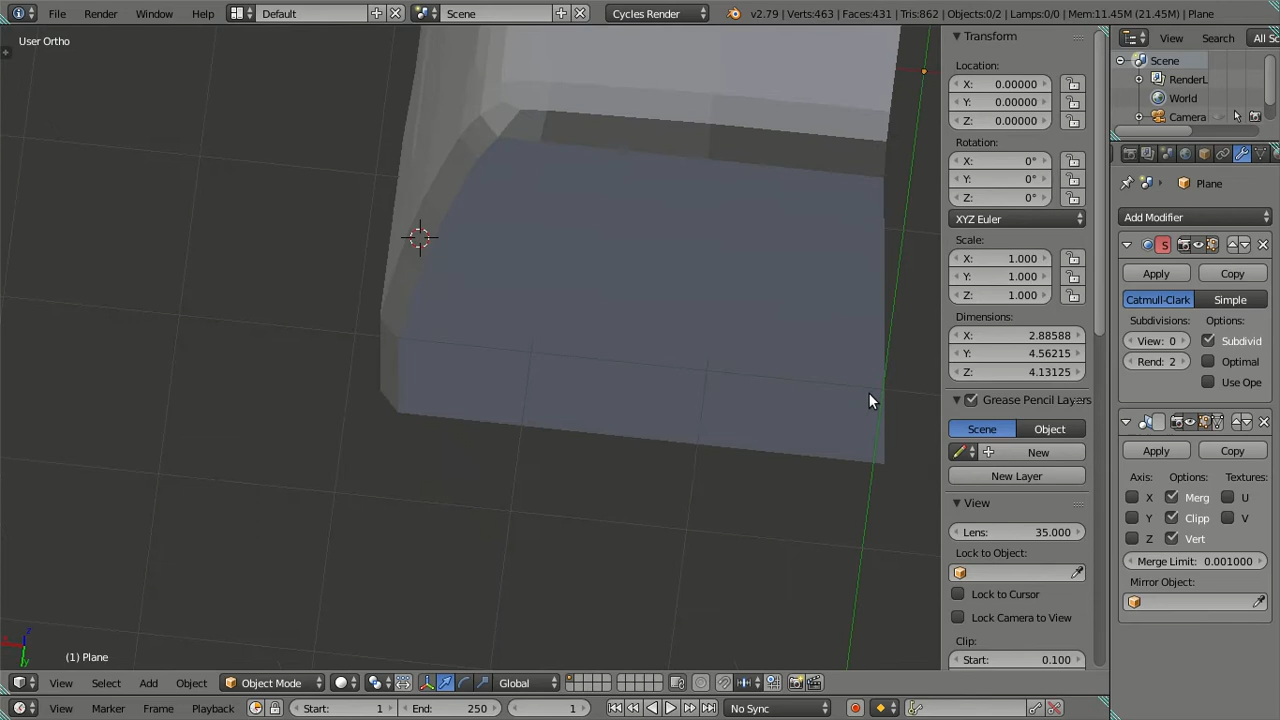 File Render Window Help Default Scene Cycles Render v2.79 | Verts:463 | Faces:431 | Tris:862 | Objects:0/2 | Lamps:0/0 | Mem:11.45M (21.45M) | Plane
User Ortho
Transform
Location:
X: 0.00000
Y: 0.00000
Z: 0.00000
Rotation:
X: 0°
Y: 0°
Z: 0°
XYZ Euler
Scale:
X: 1.000
Y: 1.000
Z: 1.000
Dimensions:
X: 2.88588
Y: 4.56215
Z: 4.13125
Grease Pencil Layers
Scene Object
New
New Layer
View
Lens: 35.000
Lock to Object:
Lock to Cursor
Lock Camera to View
Clip:
Start: 0.100
View Search All Sc
Scene
RenderL
World
Camera
Plane
Add Modifier
S
Apply Copy
Catmull-Clark Simple
Subdivisions: Options:
View: 0 Subdivid
Rend: 2 Optimal
Use Ope
Apply Copy
Axis: Options: Textures:
X Merg U
Y Clipp V
Z Vert
Merge Limit: 0.001000
Mirror Object:
(1) Plane
View Select Add Object Object Mode Global
View Marker Frame Playback Start: 1 End: 250 1 No Sync